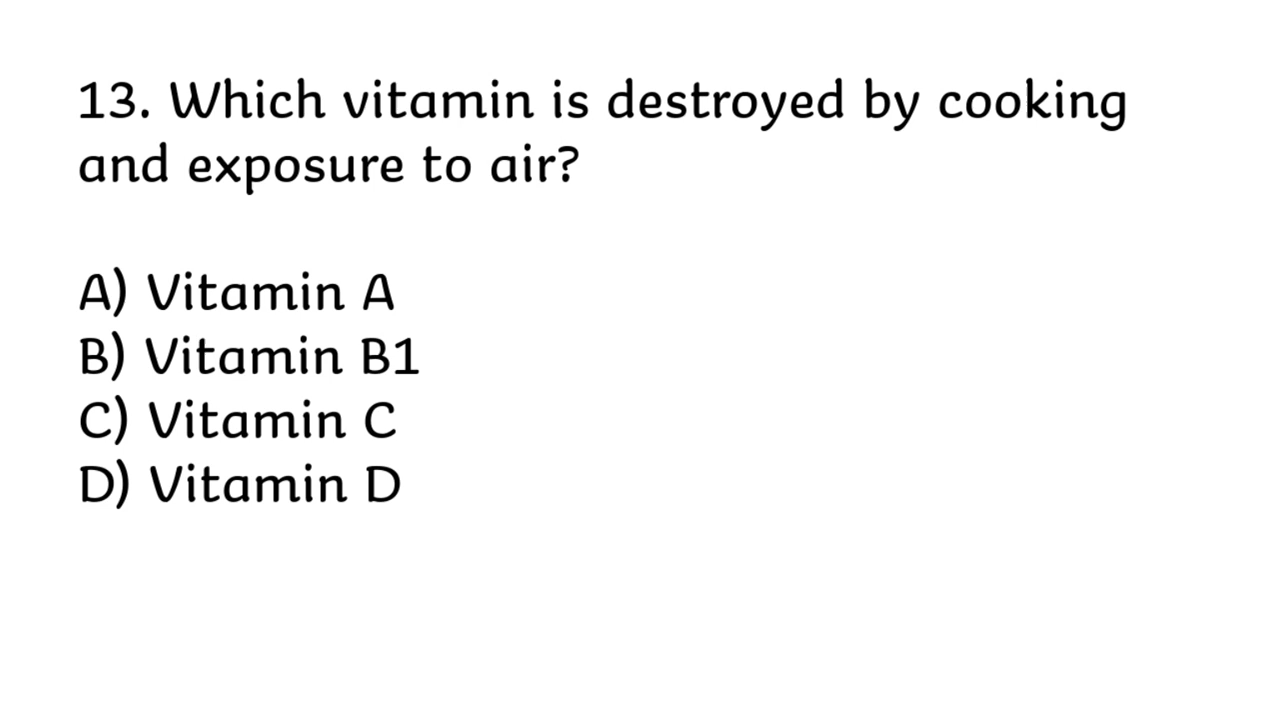 13. Which vitamin is destroyed by cooking
and exposure to air?
A) Vitamin A
B) Vitamin B1
C) Vitamin C
D) Vitamin D